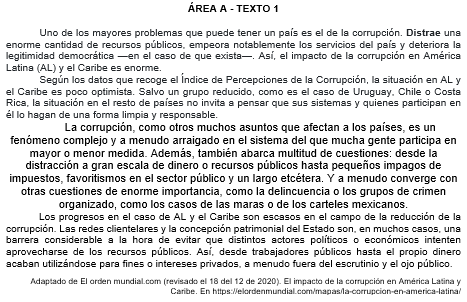 ÁREA A - TEXTO 1
Uno de los mayores problemas que puede tener un país es el de la corrupción. Distrae una
enorme cantidad de recursos públicos, empeora notablemente los servicios del país y deteriora la
legitimidad democrática —en el caso de que exista—. Así, el impacto de la corrupción en América
Latina (AL) y el Caribe es enorme.
Según los datos que recoge el Índice de Percepciones de la Corrupción, la situación en AL y
el Caribe es poco optimista. Salvo un grupo reducido, como es el caso de Uruguay, Chile o Costa
Rica, la situación en el resto de países no invita a pensar que sus sistemas y quienes participan en
él lo hagan de una forma limpia y responsable.
La corrupción, como otros muchos asuntos que afectan a los países, es un
fenómeno complejo y a menudo arraigado en el sistema del que mucha gente participa en
mayor o menor medida. Además, también abarca multitud de cuestiones: desde la
distracción a gran escala de dinero o recursos públicos hasta pequeños impagos de
impuestos, favoritismos en el sector público y un largo etcétera. Y a menudo converge con
otras cuestiones de enorme importancia, como la delincuencia o los grupos de crimen
organizado, como los casos de las maras o de los carteles mexicanos.
Los progresos en el caso de AL y el Caribe son escasos en el campo de la reducción de la
corrupción. Las redes clientelares y la concepción patrimonial del Estado son, en muchos casos, una
barrera considerable a la hora de evitar que distintos actores políticos o económicos intenten
aprovecharse de los recursos públicos. Así, desde trabajadores públicos hasta el propio dinero
acaban utilizándose para fines o intereses privados, a menudo fuera del escrutinio y el ojo público.
Adaptado de El orden mundial.com (revisado el 18 del 12 de 2020). El impacto de la corrupción en América Latina y
Caribe. En https://elordenmundial.com/mapas/la-corrupcion-en-america-latina/